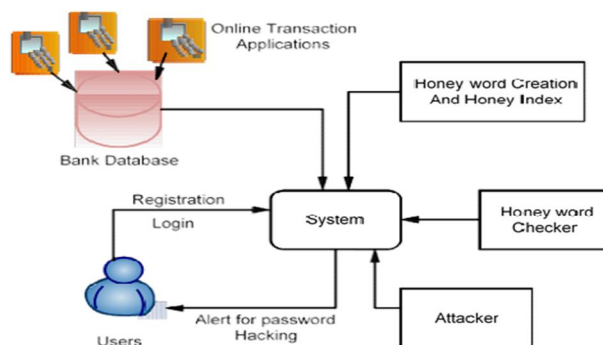 Online Transaction
Applications
Bank Database
Honey word Creation
And Honey Index
Registration
Login
System
Honey word
Checker
Alert for password
Hacking
Attacker
Users